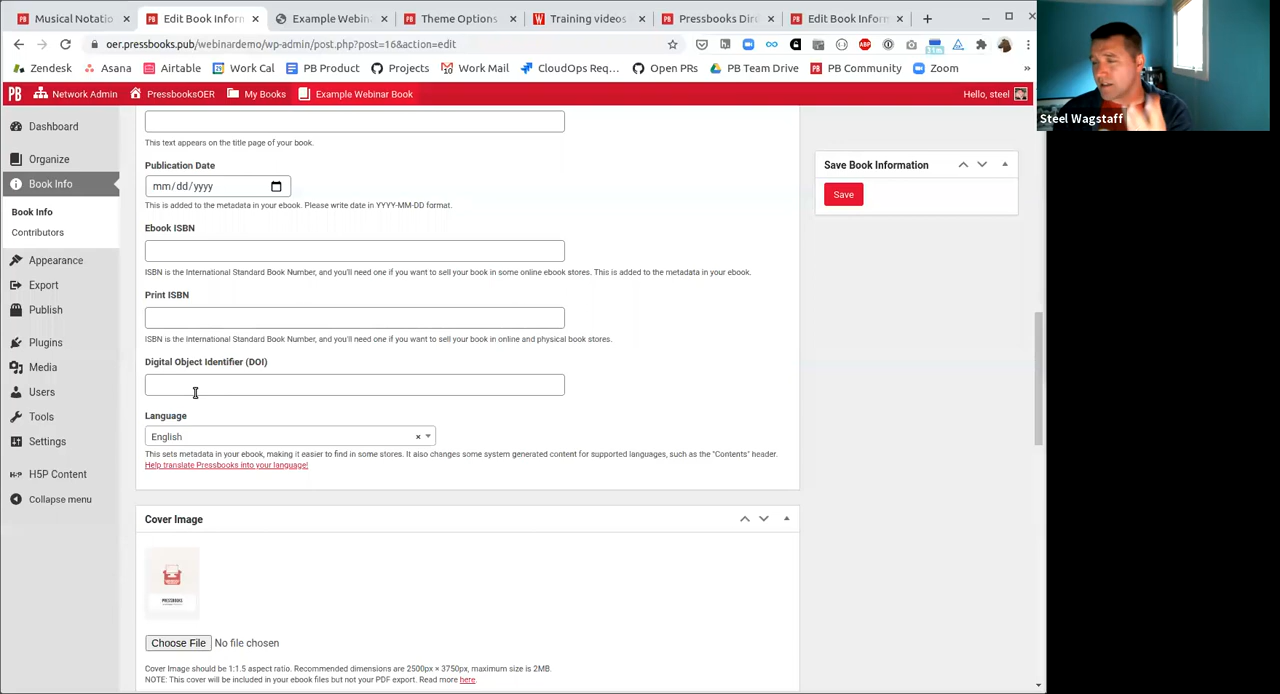 Musical Notatio
Edit Book Inforn
Example Webina
Theme Options
Training videos
Pressbooks Dire
Edit Book Inform
oer.pressbooks.pub/webinardemo/wp-admin/post.php?post=16&action=edit
Zendesk
Asana
Airtable
Work Cal
PB Product
Projects
Work Mail
CloudOps Req...
Open PRs
PB Team Drive
PB Community
Zoom
»
PB
Network Admin
PressbooksOER
My Books
Example Webinar Book
Hello, steel
Steel Wagstaff
Dashboard
Organize
Book Info
Book Info
Contributors
Appearance
Export
Publish
Plugins
Media
Users
Tools
Settings
H5P Content
Collapse menu
This text appears on the title page of your book.
Publication Date
mm/dd/yyyy
This is added to the metadata in your ebook. Please write date in YYYY-MM-DD format.
Ebook ISBN
ISBN is the International Standard Book Number, and you'll need one if you want to sell your book in some online ebook stores. This is added to the metadata in your ebook.
Print ISBN
ISBN is the International Standard Book Number, and you'll need one if you want to sell your book in online and physical book stores.
Digital Object Identifier (DOI)
Language
English
This sets metadata in your ebook, making it easier to find in some stores. It also changes some system generated content for supported languages, such as the "Contents" header.
Help translate Pressbooks into your language!
Cover Image
PRESSBOOKS
Choose File No file chosen
Cover Image should be 1:1.5 aspect ratio. Recommended dimensions are 2500px × 3750px, maximum size is 2MB.
NOTE: This cover will be included in your ebook files but not your PDF export. Read more here.
Save Book Information
Save